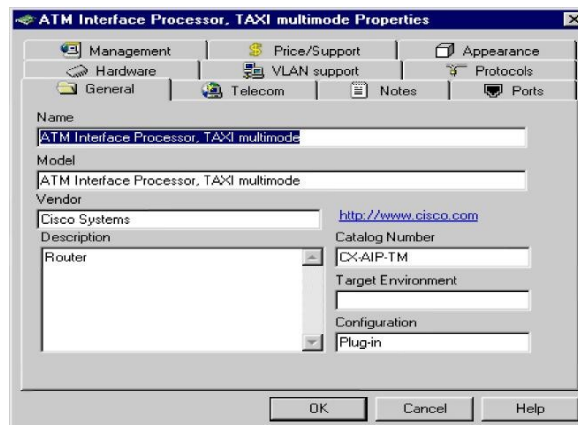 ATM Interface Processor, TAXI multimode Properties
Management Price/Support Appearance
Hardware VLAN support Protocols
General Telecom Notes Ports
Name
ATM Interface Processor, TAXI multimode
Model
ATM Interface Processor, TAXI multimode
Vendor
Cisco Systems http://www.cisco.com
Description Catalog Number
Router CX-AIP-TM
Target Environment
Configuration
Plug-in
OK Cancel Help